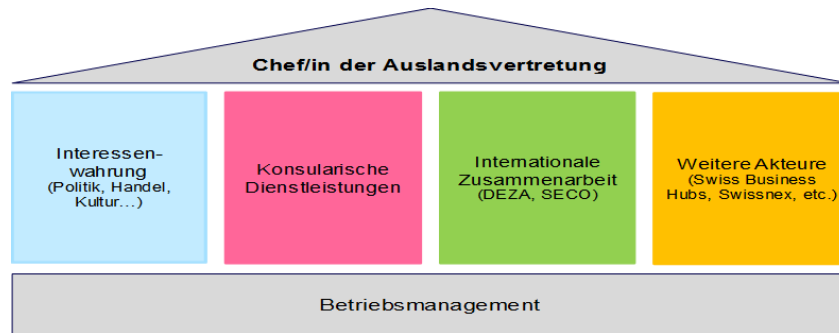 Chef/in der Auslandsvertretung
Interessen-
wahrung
(Politik, Handel,
Kultur...)
Konsularische
Dienstleistungen
Internationale
Zusammenarbeit
(DEZA, SECO)
Weitere Akteure
(Swiss Business
Hubs, Swissnex, etc.)
Betriebsmanagement